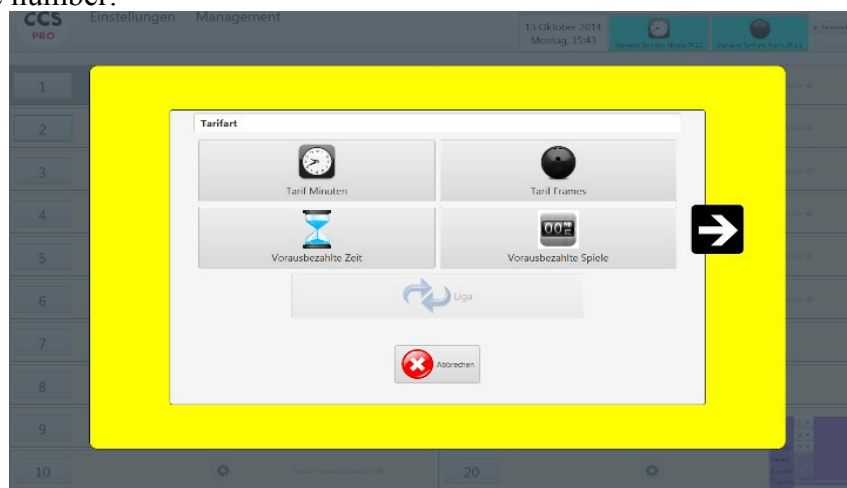 number.
CCS
PRO
Einstellungen Management
13 Oktober 2014
Montag, 15:43
1
2
3
4
5
6
7
8
9
10
20
Tarifart
Tarif Minuten
Tarif Frames
Vorausbezahlte Zeit
Vorausbezahlte Spiele
Liga
Abbrechen